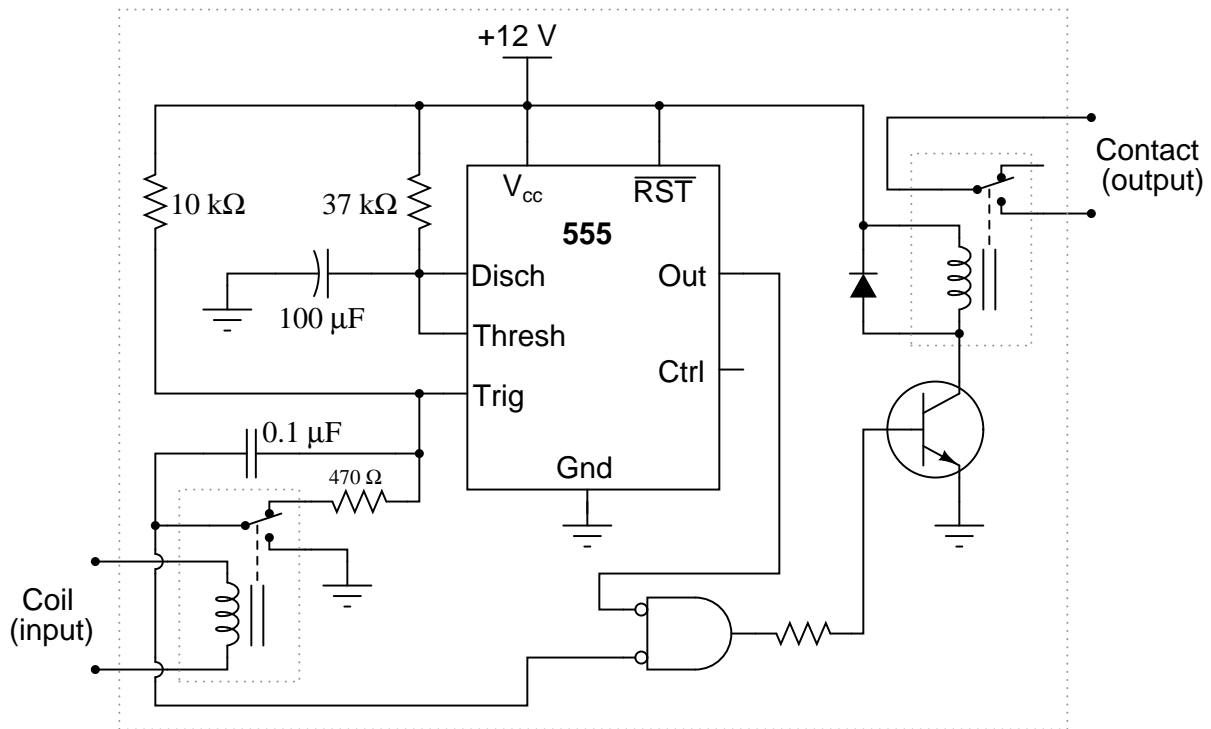 +12 V
Contact
(output)
V_cc
RST
10 kΩ
37 kΩ
555
Disch
Out
100 μF
Thresh
Ctrl
Trig
0.1 μF
Gnd
470 Ω
Coil
(input)